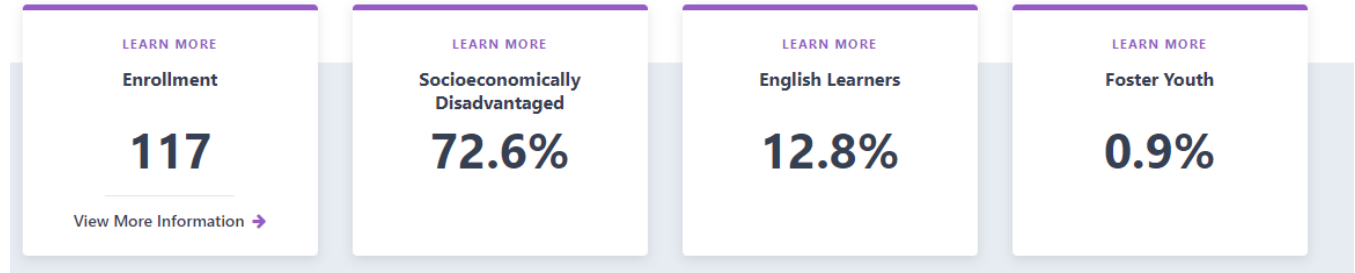 LEARN MORE
Enrollment
117
View More Information
LEARN MORE
Socioeconomically
Disadvantaged
72.6%
LEARN MORE
English Learners
12.8%
LEARN MORE
Foster Youth
0.9%